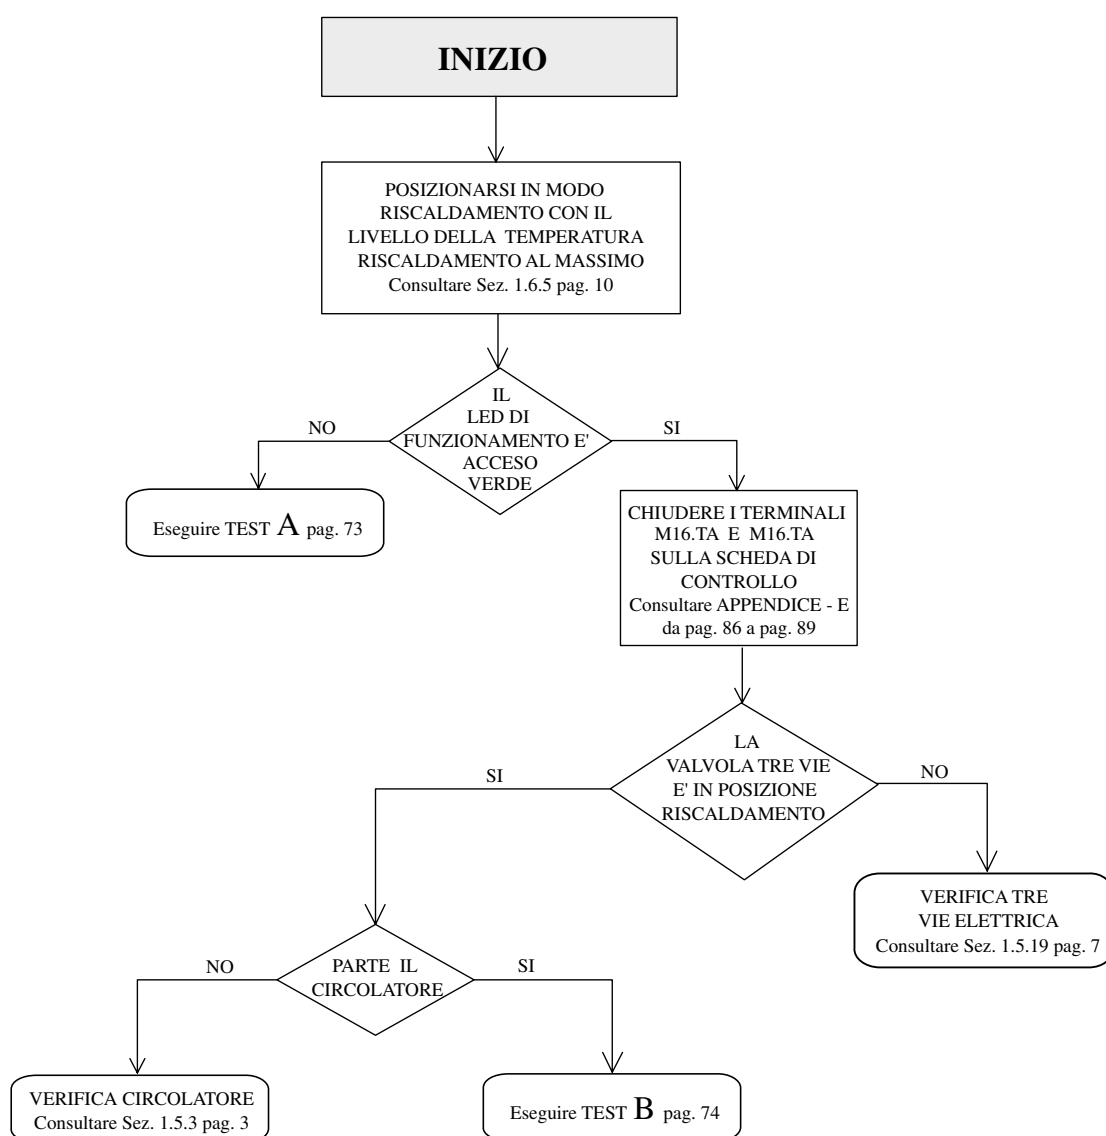 INIZIO
POSIZIONARSI IN MODO
RISCALDAMENTO CON IL
LIVELLO DELLA TEMPERATURA
RISCALDAMENTO AL MASSIMO
Consultare Sez. 1.6.5 pag. 10
IL
LED DI
FUNZIONAMENTO E'
ACCESO
VERDE
NO
SI
Eseguire TEST A pag. 73
CHIUDERE I TERMINALI
M16.TA E M16.TA
SULLA SCHEDA DI
CONTROLLO
Consultare APPENDICE - E
da pag. 86 a pag. 89
LA
VALVOLA TRE VIE
E' IN POSIZIONE
RISCALDAMENTO
SI
NO
VERIFICA TRE
VIE ELETTRICA
Consultare Sez. 1.5.19 pag. 7
PARTE IL
CIRCOLATORE
NO
SI
VERIFICA CIRCOLATORE
Consultare Sez. 1.5.3 pag. 3
Eseguire TEST B pag. 74